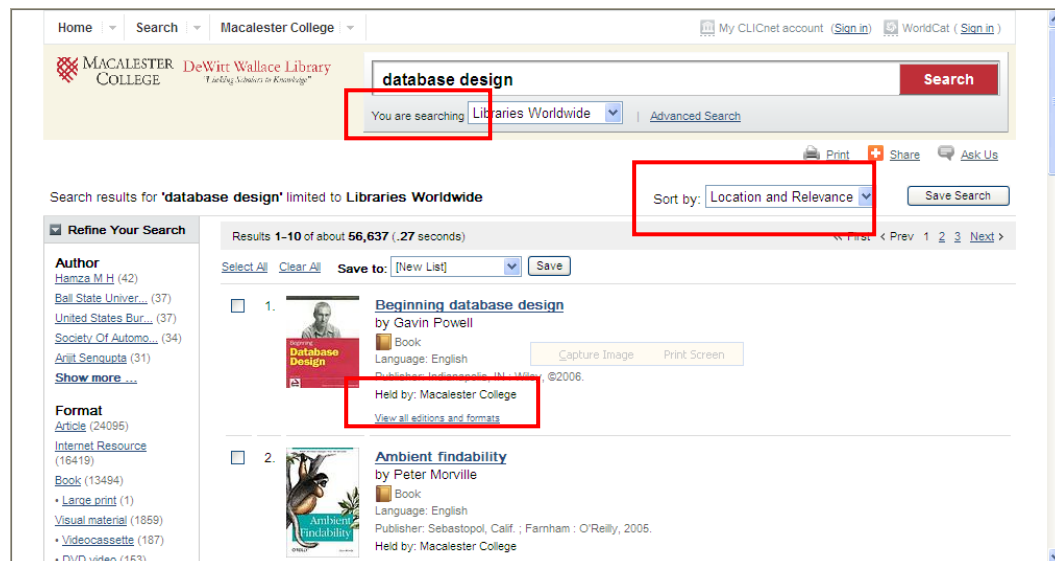 Home Search Macalester College My CLICnet account (Sign in) WorldCat ( Sign in )
MACALESTER COLLEGE
DeWitt Wallace Library
"Linking Scholars to Knowledge"
database design Search
You are searching Libraries Worldwide | Advanced Search
Print Share Ask Us
Search results for 'database design' limited to Libraries Worldwide Sort by: Location and Relevance Save Search
Refine Your Search
Results 1-10 of about 56,637 (.27 seconds) « First < Prev 1 2 3 Next >
Select All Clear All Save to: [New List] Save
Author
Hamza M H (42)
Ball State Univer... (37)
United States Bur... (37)
Society Of Automo... (34)
Arijit Sengupta (31)
Show more ...
Format
Article (24095)
Internet Resource
(16419)
Book (13494)
• Large print (1)
Visual material (1859)
• Videocassette (187)
• DVD video (153)
1.
Beginning
Database
Design
Beginning database design
by Gavin Powell
Book
Language: English
Publisher: Indianapolis, IN : Wiley, ©2006.
Held by: Macalester College
View all editions and formats
Capture Image Print Screen
2.
Ambient
Findability
O'REILLY
Ambient findability
by Peter Morville
Book
Language: English
Publisher: Sebastopol, Calif. ; Farnham : O'Reilly, 2005.
Held by: Macalester College